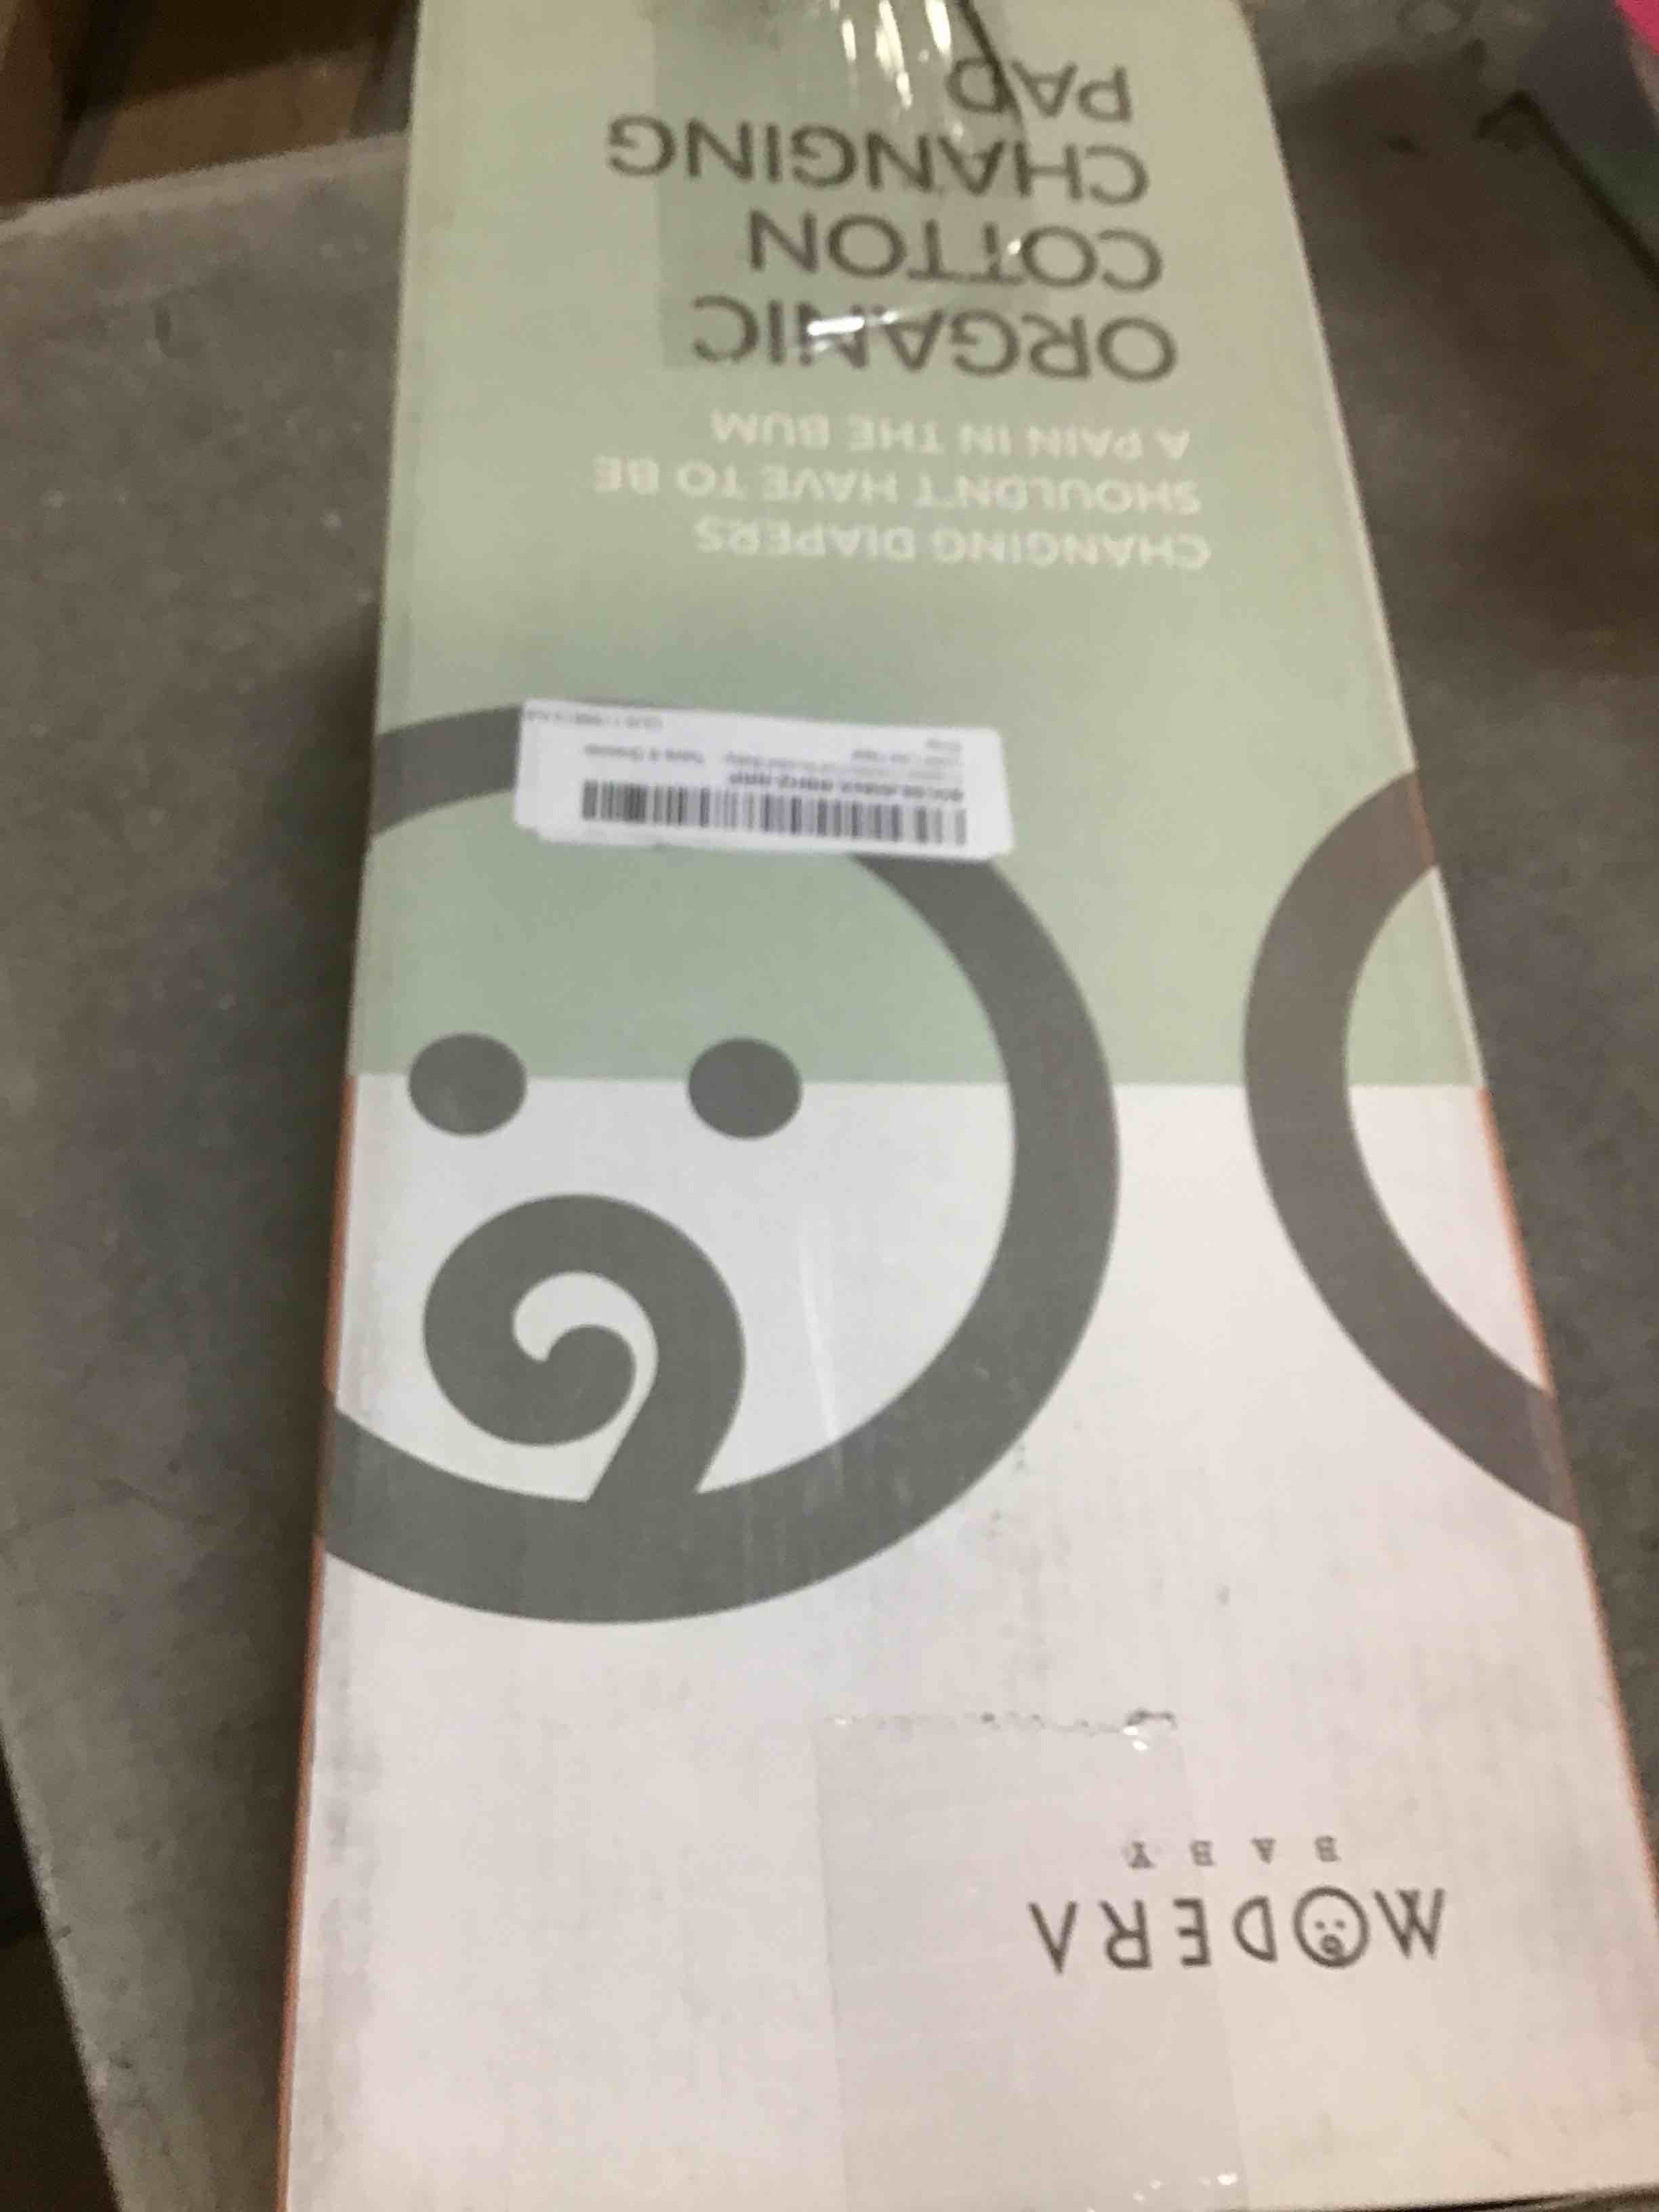 MODERA
BABY
CHANGING DIAPERS
SHOULDN'T HAVE TO BE
A PAIN IN THE BUM
ORGANIC
COTTON
CHANGING
PAD